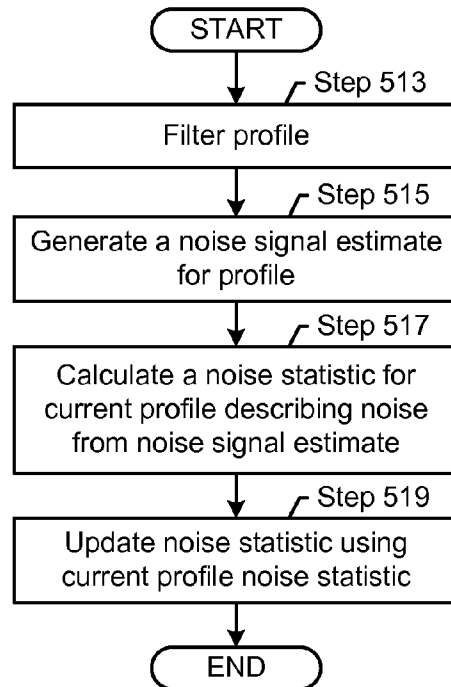 START
Step 513
Filter profile
Step 515
Generate a noise signal estimate
for profile
Step 517
Calculate a noise statistic for
current profile describing noise
from noise signal estimate
Step 519
Update noise statistic using
current profile noise statistic
END